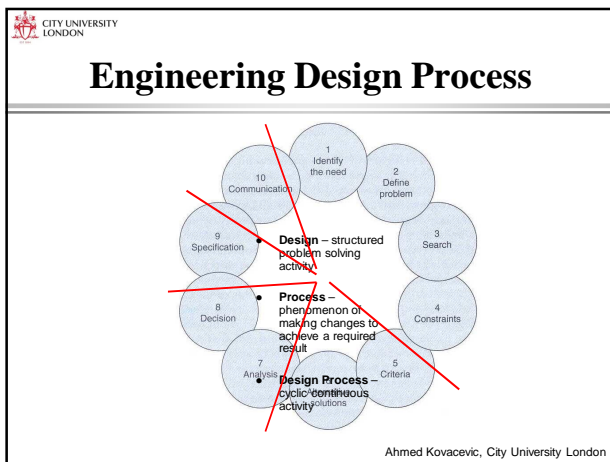 CITY UNIVERSITY
LONDON
Engineering Design Process
1
Identify
the need
2
Define
problem
3
Search
4
Constraints
5
Criteria
solutions
7
Analysis
8
Decision
9
Specification
10
Communication
• Design – structured
problem solving
activity
• Process –
phenomenon of
making changes to
achieve a required
result
• Design Process –
cyclic continuous
activity
Ahmed Kovacevic, City University London